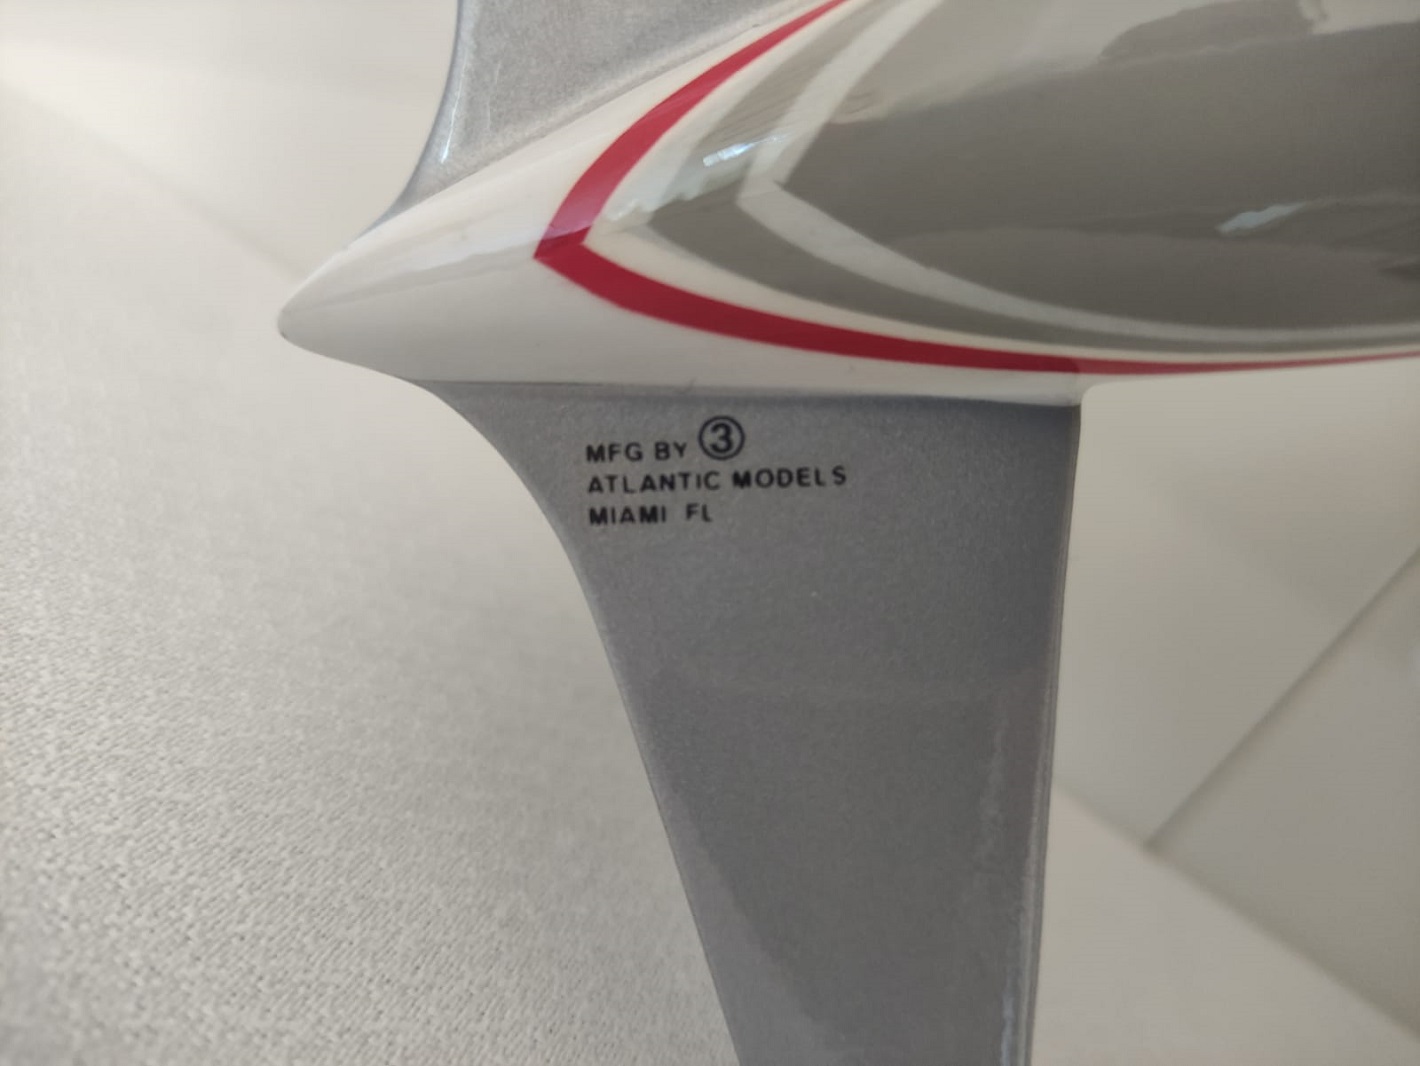 MFG BY ③
ATLANTIC MODELS
MIAMI FL